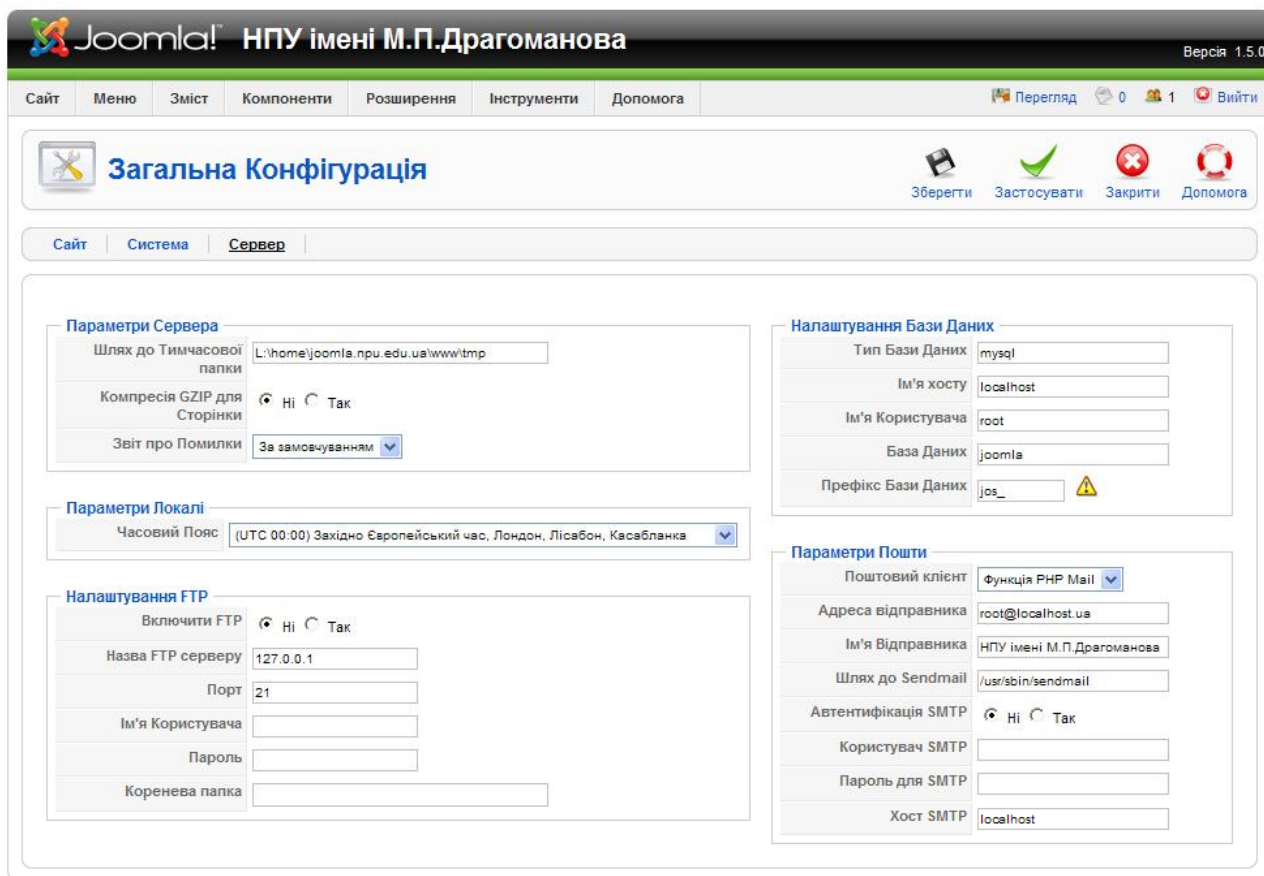 Joomla! НПУ імені М.П.Драгоманова
Версія 1.5.0
Сайт Меню Зміст Компоненти Розширення Інструменти Допомога Перегляд 0 1 Вийти
Загальна Конфігурація
Зберегти Застосувати Закрити Допомога
Сайт Система Сервер
Параметри Сервера
Шлях до Тимчасової папки L:\home\joomla.npu.edu.ua\www\tmp
Компресія GZIP для Сторінки Ні Так
Звіт про Помилки За замовчуванням
Параметри Локалі
Часовий Пояс (UTC 00:00) Західно Європейський час, Лондон, Лісабон, Касабланка
Налаштування FTP
Включити FTP Ні Так
Назва FTP серверу 127.0.0.1
Порт 21
Ім'я Користувача
Пароль
Коренева папка
Налаштування Бази Даних
Тип Бази Даних mysql
Ім'я хосту localhost
Ім'я Користувача root
База Даних joomla
Префікс Бази Даних jos_
Параметри Пошти
Поштовий клієнт Функція PHP Mail
Адреса відправника root@localhost.ua
Ім'я Відправника НПУ імені М.П.Драгоманова
Шлях до Sendmail /usr/sbin/sendmail
Автентифікація SMTP Ні Так
Користувач SMTP
Пароль для SMTP
Хост SMTP localhost